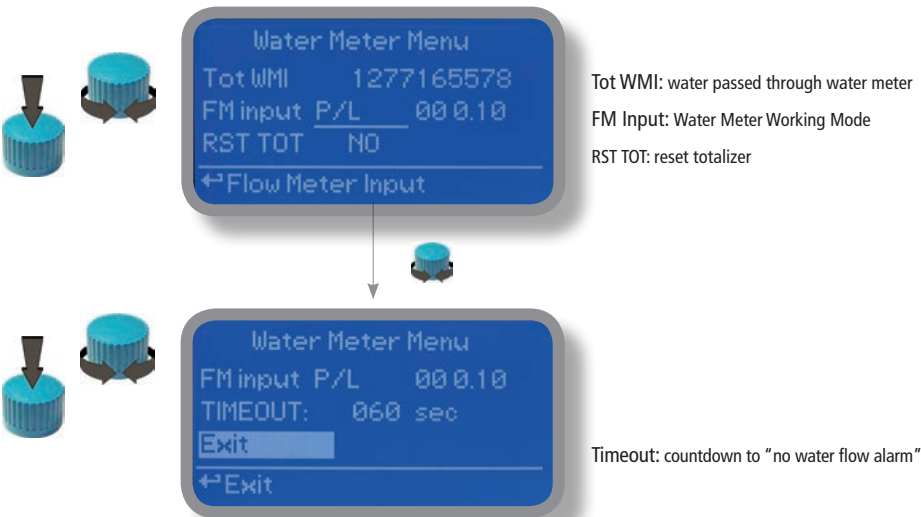 Water Meter Menu
Tot WMI 1277165578
FM input P/L 00 0.10
RST TOT NO
Flow Meter Input
Tot WMI: water passed through water meter
FM Input: Water Meter Working Mode
RST TOT: reset totalizer
Water Meter Menu
FM input P/L 00 0.10
TIMEOUT: 060 sec
Exit
Exit
Timeout: countdown to “no water flow alarm”